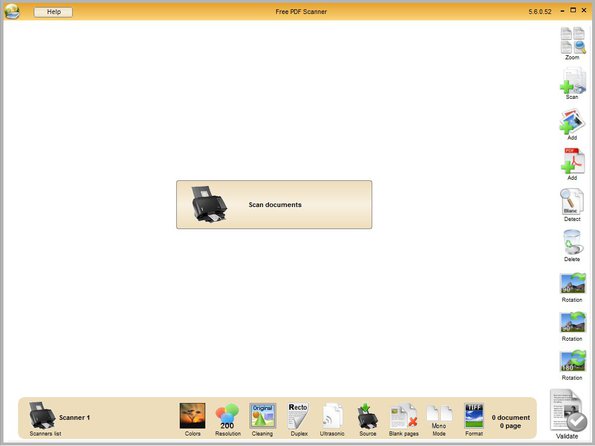 Help
Free PDF Scanner
5.6.0.52
Zoom
Scan
Add
PDF
Add
Blanc
Detect
Delete
90°
Rotation
90°
Rotation
180
Rotation
Scan documents
Scanner 1
Scanners list
Colors
200
Resolution
Original
Cleaning
Recto
Duplex
Ultrasonic
Source
Blank pages
Mono
Mode
TIFF
Format
0 document
0 page
Validate